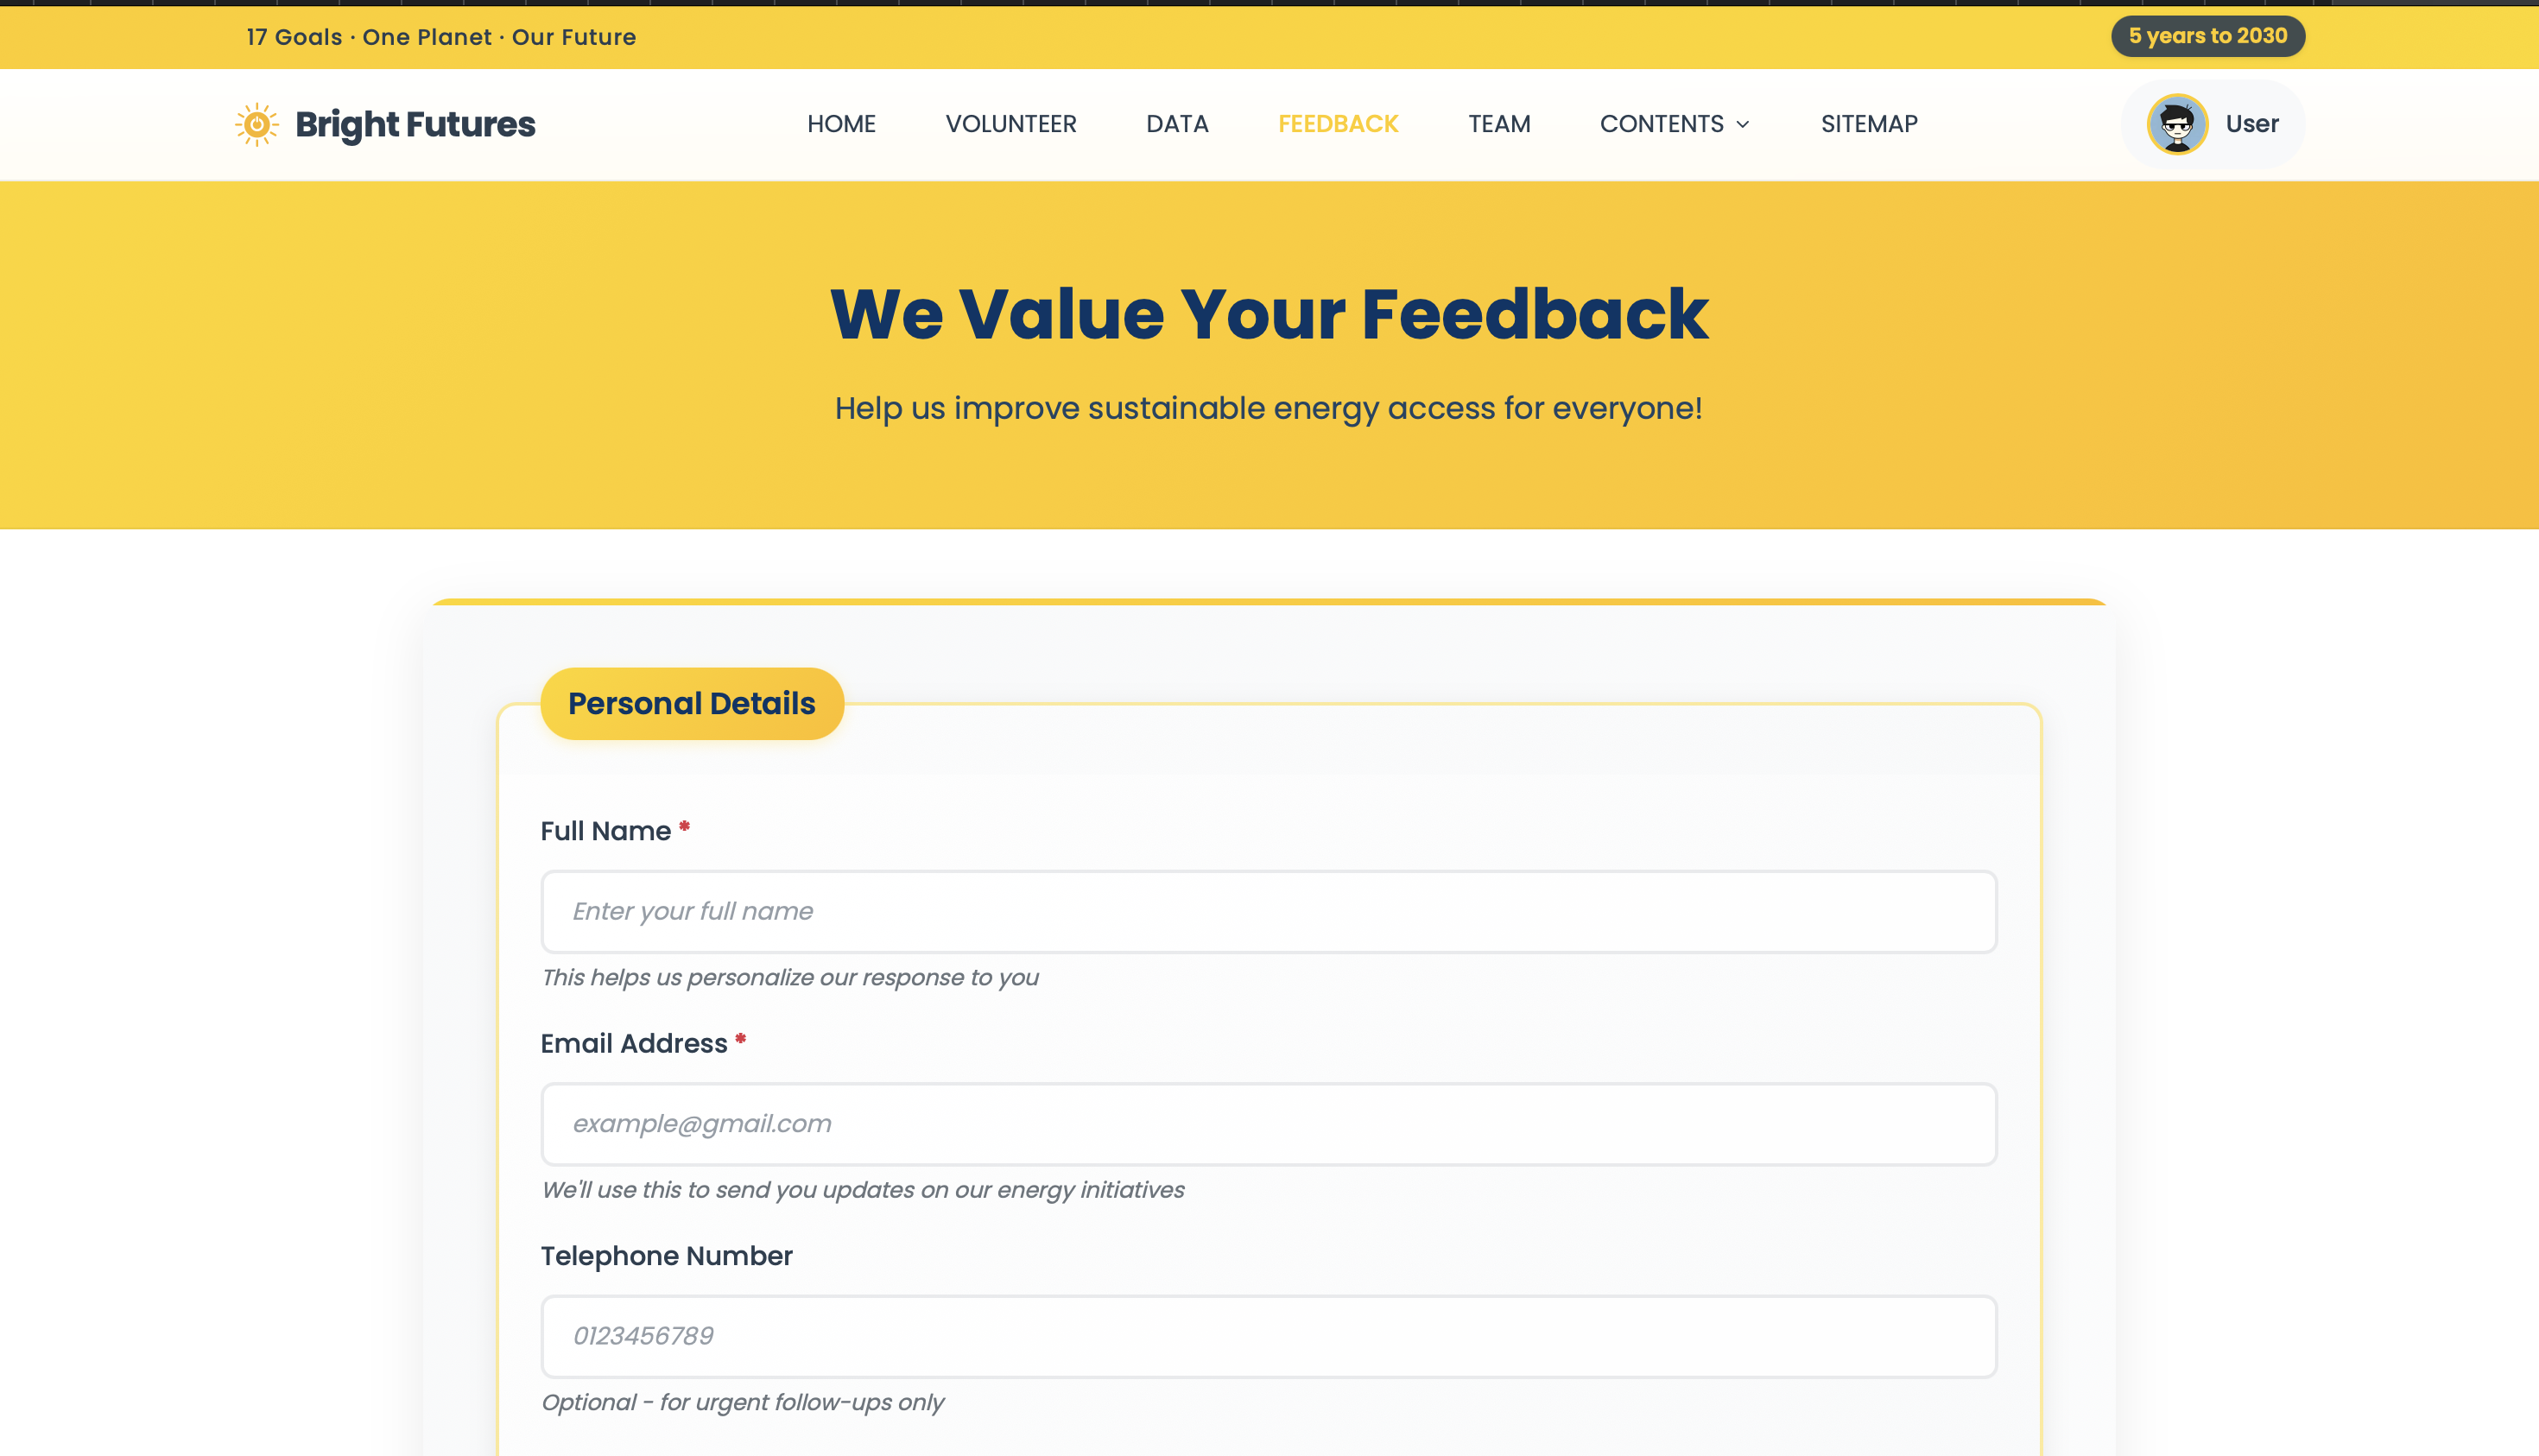 17 Goals · One Planet · Our Future
5 years to 2030
Bright Futures
HOME
VOLUNTEER
DATA
FEEDBACK
TEAM
CONTENTS
SITEMAP
User
We Value Your Feedback
Help us improve sustainable energy access for everyone!
Personal Details
Full Name *
Enter your full name
This helps us personalize our response to you
Email Address *
example@gmail.com
We'll use this to send you updates on our energy initiatives
Telephone Number
0123456789
Optional - for urgent follow-ups only